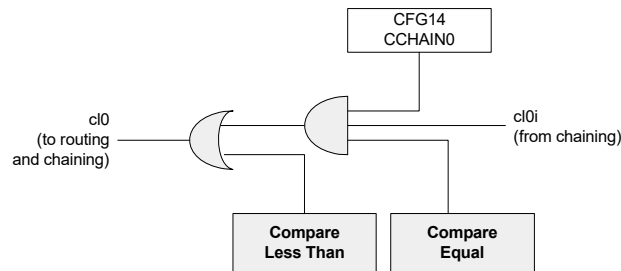 CFG14
CCHAIN0
cl0
(to routing
and chaining)
cl0i
(from chaining)
Compare
Less Than
Compare
Equal